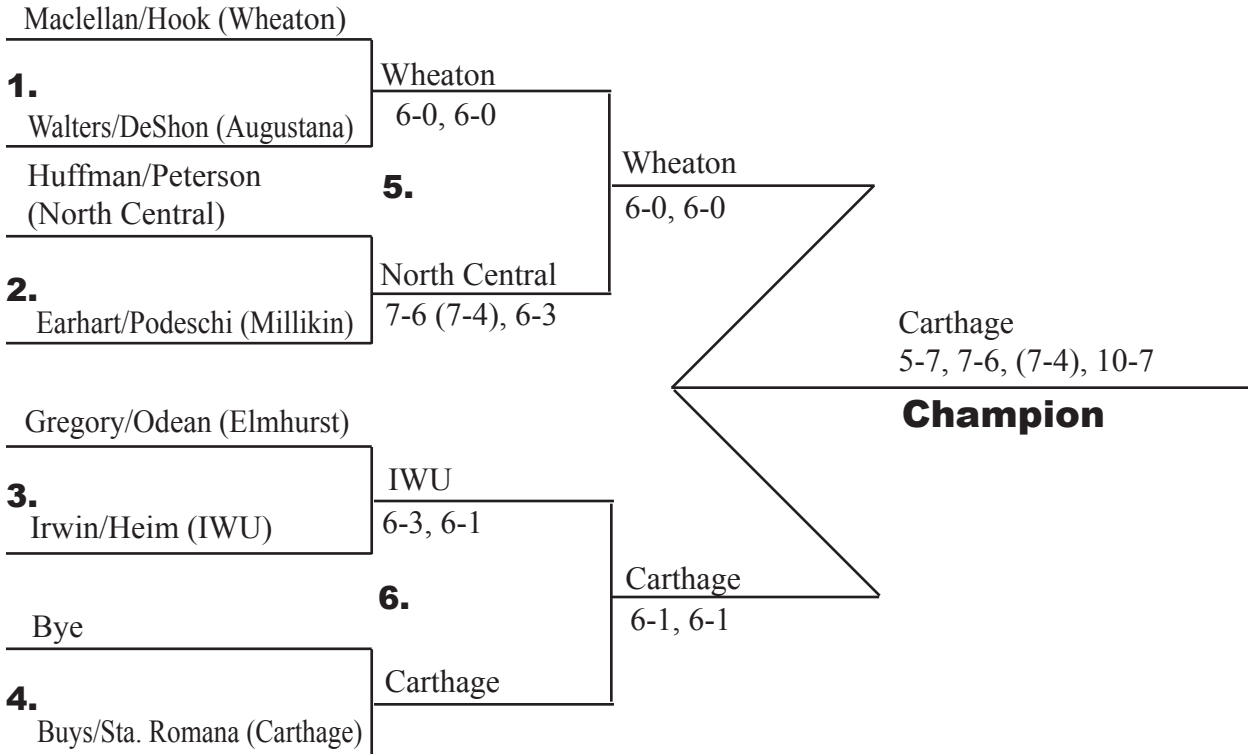 Maclellan/Hook (Wheaton)
1.
Walters/DeShon (Augustana)
Wheaton
6-0, 6-0
Huffman/Peterson
(North Central)
5.
2.
Earhart/Podeschi (Millikin)
North Central
7-6 (7-4), 6-3
Wheaton
6-0, 6-0
Gregory/Odean (Elmhurst)
3.
Irwin/Heim (IWU)
IWU
6-3, 6-1
6.
Bye
4.
Buys/Sta. Romana (Carthage)
Carthage
Carthage
6-1, 6-1
Carthage
5-7, 7-6, (7-4), 10-7
Champion